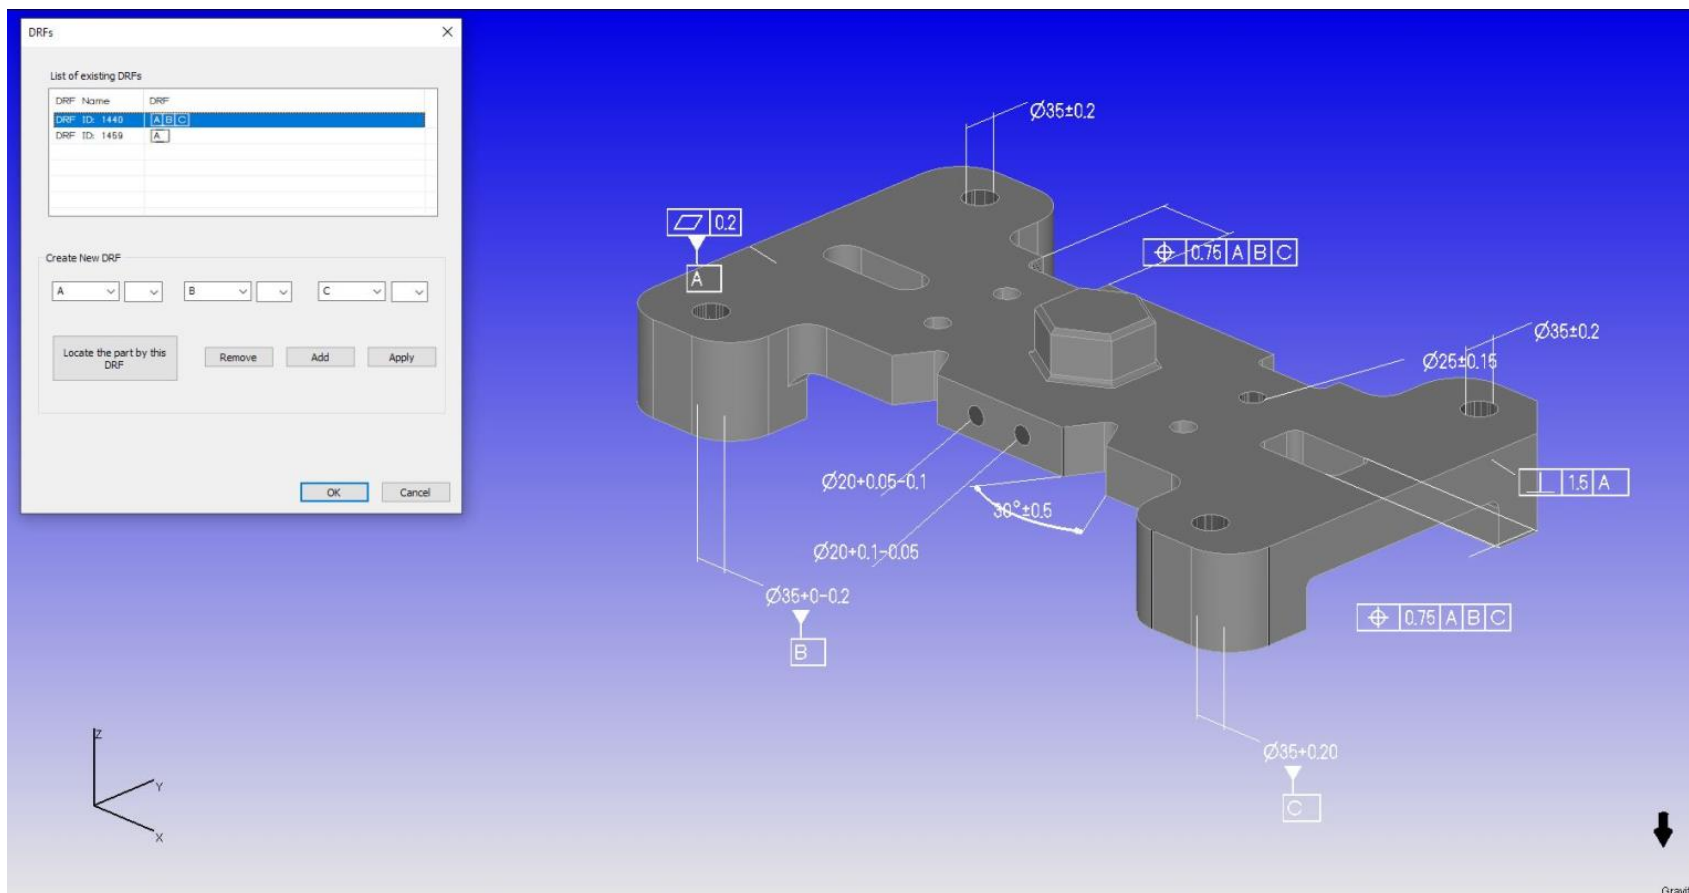 DRFs
List of existing DRFs
DRF Name DRF
DRF ID: 1440 A B C
DRF ID: 1459 A
Create New DRF
A B C
Locate the part by this
DRF
Remove Add Apply
OK Cancel
Ø35±0.2
0.2
A
⌖ 0.75 A B C
Ø35±0.2
Ø25±0.15
Ø20+0.05-0.1
30°±0.5
⊥ 1.5 A
Ø20+0.1-0.05
Ø35+0-0.2
B
⌖ 0.75 A B C
Ø35+0.20
C
Z
Y
X
Gravit